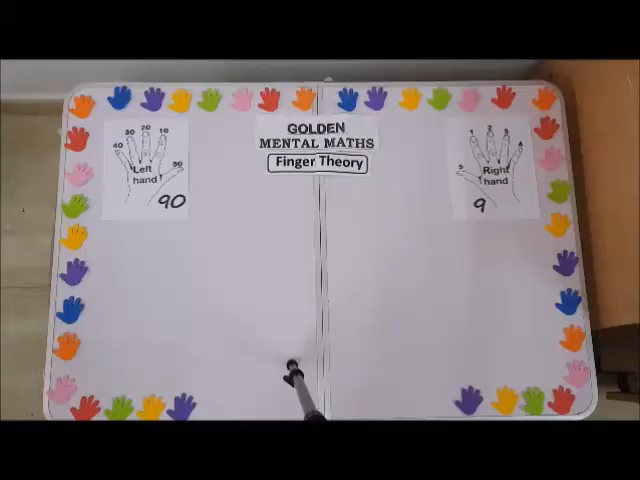 GOLDEN
MENTAL MATHS
Finger Theory
40 30 20 10 50
Left
hand
90
1 2 3 4 5
Right
hand
9